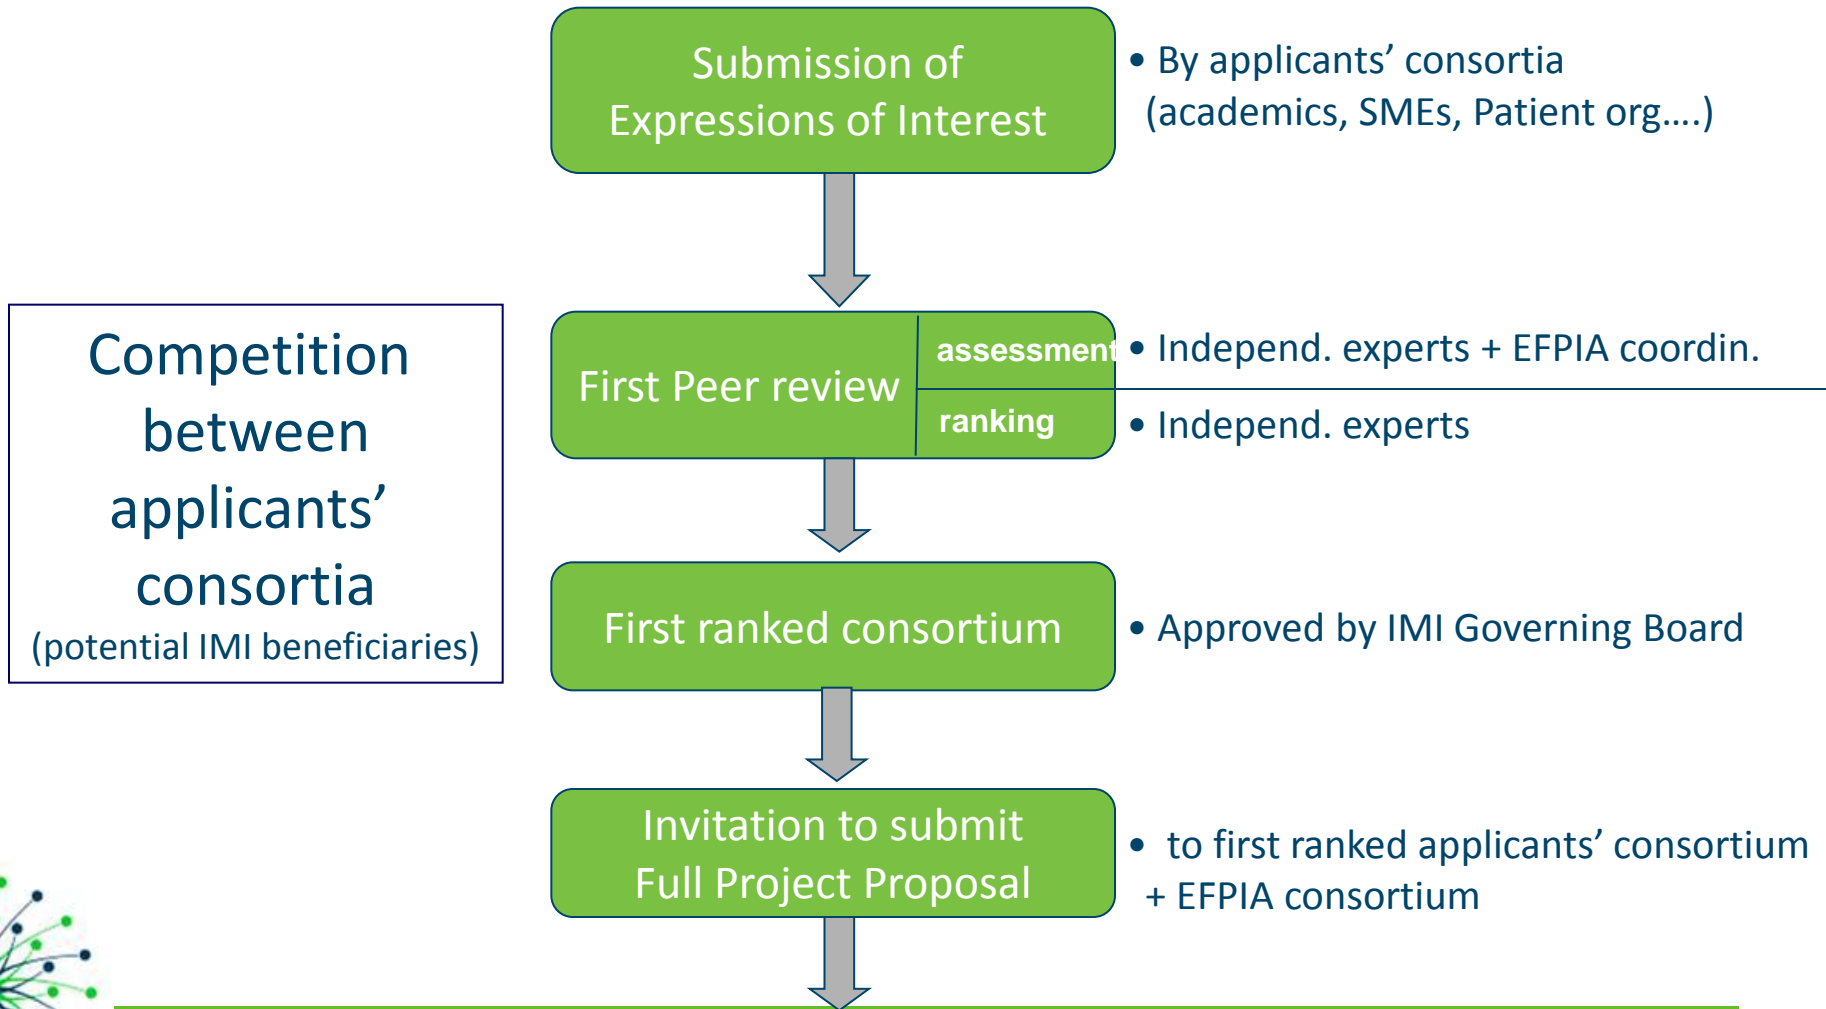 Submission of
Expressions of Interest
• By applicants’ consortia
(academics, SMEs, Patient org….)
Competition
between
applicants’
consortia
(potential IMI beneficiaries)
First Peer review
assessment
• Independ. experts + EFPIA coordin.
ranking
• Independ. experts
First ranked consortium
• Approved by IMI Governing Board
Invitation to submit
Full Project Proposal
• to first ranked applicants’ consortium
+ EFPIA consortium